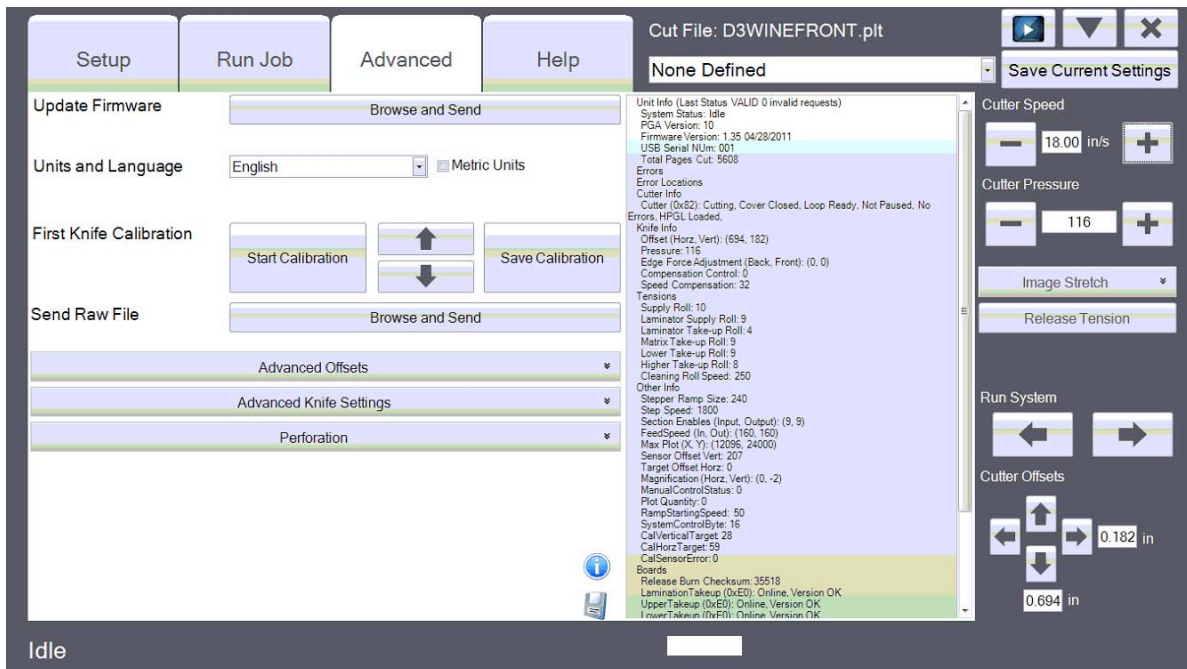 Setup
Run Job
Advanced
Help
Cut File: D3WINEFRONT.plt
None Defined
Save Current Settings
Update Firmware
Browse and Send
Units and Language
English
Metric Units
First Knife Calibration
Start Calibration
Save Calibration
Send Raw File
Browse and Send
Advanced Offsets
Advanced Knife Settings
Perforation
Unit Info (Last Status VALID 0 invalid requests)
System Status: Idle
PGA Version: 10
Firmware Version: 1.35 04/28/2011
USB Serial NUm: 001
Total Pages Cut: 5608
Errors
Error Locations
Cutter Info
Cutter (0x82): Cutting, Cover Closed, Loop Ready, Not Paused, No
Errors, HPGL Loaded,
Knife Info
Offset (Horz, Vert): (694, 182)
Pressure: 116
Edge Force Adjustment (Back, Front): (0, 0)
Compensation Control: 0
Speed Compensation: 32
Tensions
Supply Roll: 10
Laminator Supply Roll: 9
Laminator Take-up Roll: 4
Matrix Take-up Roll: 9
Lower Take-up Roll: 9
Higher Take-up Roll: 8
Cleaning Roll Speed: 250
Other Info
Stepper Ramp Size: 240
Step Speed: 1800
Section Enables (Input, Output): (9, 9)
FeedSpeed (In, Out): (160, 160)
Max Plot (X, Y): (12096, 24000)
Sensor Offset Vert: 207
Target Offset Horz: 0
Magnification (Horz, Vert): (0, -2)
ManualControlStatus: 0
Plot Quantity: 0
RampStartingSpeed: 50
SystemControlByte: 16
CalVerticalTarget: 28
CalHorzTarget: 59
CalSensorError: 0
Boards
Release Burn Checksum: 35518
LaminationTakeup (0xE0): Online, Version OK
UpperTakeup (0xE0): Online, Version OK
LowerTakeup (0xE0): Online, Version OK
Cutter Speed
18.00 in/s
Cutter Pressure
116
Image Stretch
Release Tension
Run System
Cutter Offsets
0.182 in
0.694 in
Idle